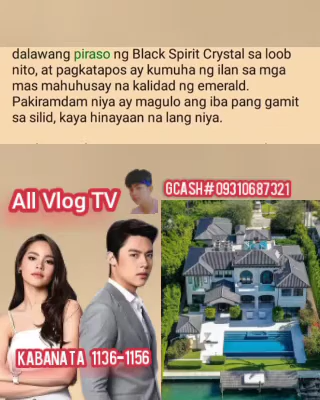 dalawang piraso ng Black Spirit Crystal sa loob
nito, at pagkatapos ay kumuha ng ilan sa mga
mas mahuhusay na kalidad ng emerald.
Pakiramdam niya ay magulo ang iba pang gamit
sa silid, kaya hinayaan na lang niya.
GCASH# 09310687321
All Vlog TV
KABANATA 1136-1156